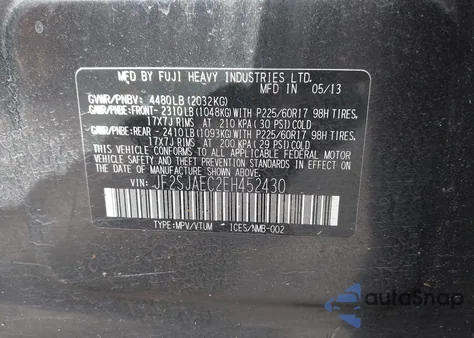 MFD BY FUJI HEAVY INDUSTRIES LTD. 05/13
GVWR/PNBV: 4480LB (2032KG)
GAWR/PNBE: FRONT- 2310LB (1048KG) WITH P225/60R17 98H TIRES.
17X7J RIMS AT 210 KPA (30 PSI) COLD
GAWR/PNBE: REAR - 2410LB (1093KG) WITH P225/60R17 98H TIRES.
17X7J RIMS AT 200 KPA (29 PSI) COLD
THIS VEHICLE CONFORMS TO ALL APPLICABLE FEDERAL MOTOR
VEHICLE SAFETY, BUMPER, AND THEFT PREVENTION STANDARDS
IN EFFECT ON THE DATE OF MANUFACTURE SHOWN ABOVE.
VIN: JF2SJAEC2EH452430
TYPE:MPV/VTUM ICES/NMB-002
autoSnap